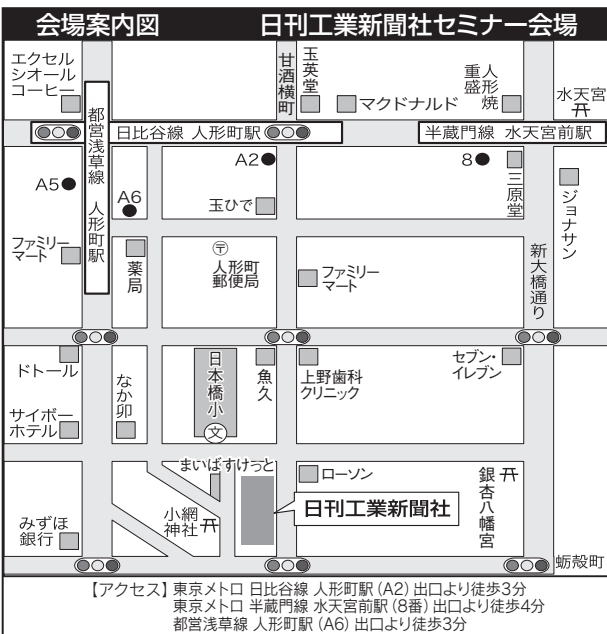 会場案内図 日刊工業新聞社セミナー会場
エクセル
シオール
コーヒー
都営浅草線 人形町駅
甘酒横町
玉英堂
マクドナルド
人形焼
重盛
水天宮
日比谷線 人形町駅
半蔵門線 水天宮前駅
A5
A6
A2
8
三原堂
ジョナサン
玉ひで
ファミリー
マート
薬局
〒
人形町
郵便局
ファミリー
マート
新大橋通り
ドトール
なか卯
日本橋小
文
魚久
上野歯科
クリニック
セブン・
イレブン
サイボー
ホテル
まいばすけっと
ローソン
日刊工業新聞社
銀杏八幡宮
みずほ
銀行
小網
神社
蛎殻町
【アクセス】東京メトロ 日比谷線 人形町駅(A2)出口より徒歩3分
東京メトロ 半蔵門線 水天宮前駅(8番)出口より徒歩4分
都営浅草線 人形町駅(A6)出口より徒歩3分